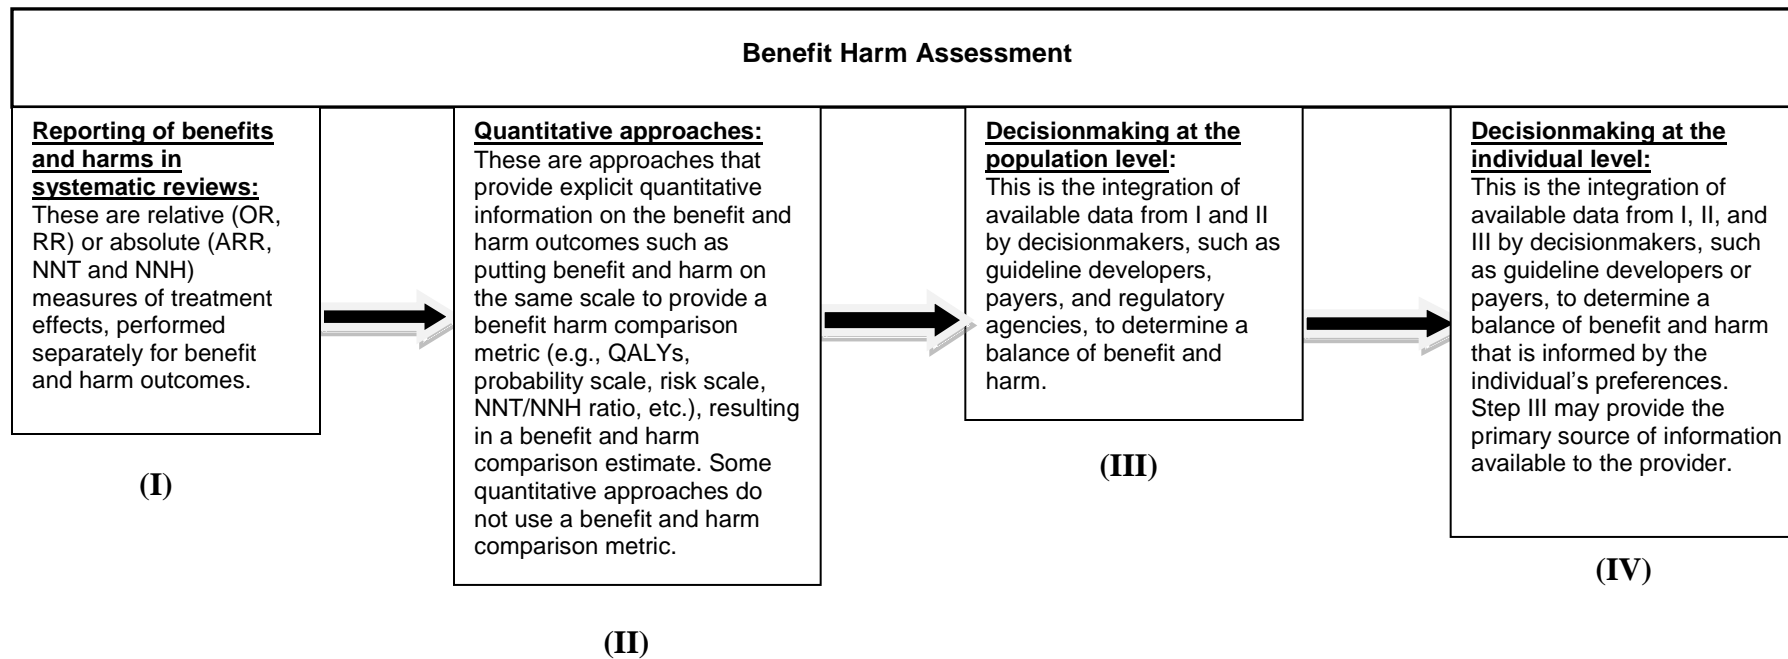 Benefit Harm Assessment
Reporting of benefits
and harms in
systematic reviews:
These are relative (OR,
RR) or absolute (ARR,
NNT and NNH)
measures of treatment
effects, performed
separately for benefit
and harm outcomes.
(I)
Quantitative approaches:
These are approaches that
provide explicit quantitative
information on the benefit and
harm outcomes such as
putting benefit and harm on
the same scale to provide a
benefit harm comparison
metric (e.g., QALYs,
probability scale, risk scale,
NNT/NNH ratio, etc.), resulting
in a benefit and harm
comparison estimate. Some
quantitative approaches do
not use a benefit and harm
comparison metric.
(II)
Decisionmaking at the
population level:
This is the integration of
available data from I and II
by decisionmakers, such as
guideline developers,
payers, and regulatory
agencies, to determine a
balance of benefit and
harm.
(III)
Decisionmaking at the
individual level:
This is the integration of
available data from I, II, and
III by decisionmakers, such
as guideline developers or
payers, to determine a
balance of benefit and harm
that is informed by the
individual’s preferences.
Step III may provide the
primary source of information
available to the provider.
(IV)